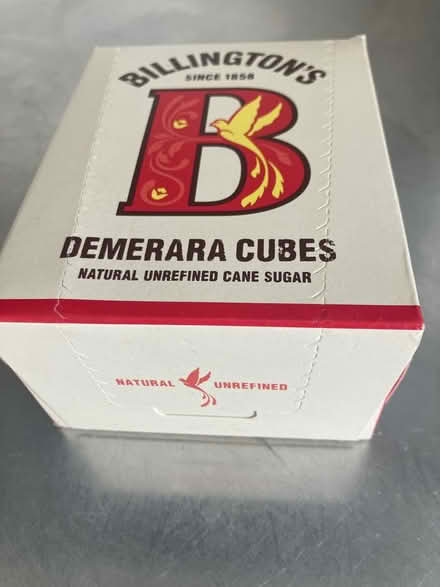 BILLINGTON'S
SINCE 1858
B
DEMERARA CUBES
NATURAL UNREFINED CANE SUGAR
NATURAL UNREFINED